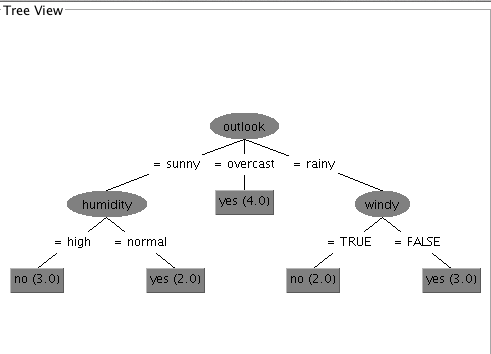 Tree View
outlook
= sunny = overcast = rainy
humidity yes (4.0) windy
= high = normal = TRUE = FALSE
no (3.0) yes (2.0) no (2.0) yes (3.0)